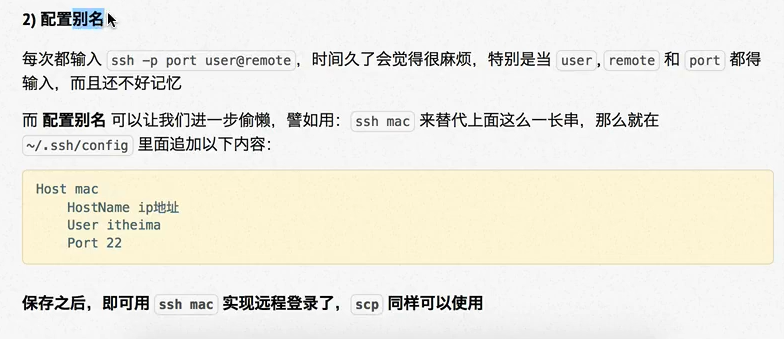 2) 配置别名
每次都输入 ssh -p port user@remote，时间久了会觉得很麻烦，特别是当 user, remote 和 port 都得
输入，而且还不好记忆
而 配置别名 可以让我们进一步偷懒，譬如用：ssh mac 来替代上面这么一长串，那么就在
~/.ssh/config 里面追加以下内容：
Host mac
HostName ip地址
User itheima
Port 22
保存之后，即可用 ssh mac 实现远程登录了，scp 同样可以使用